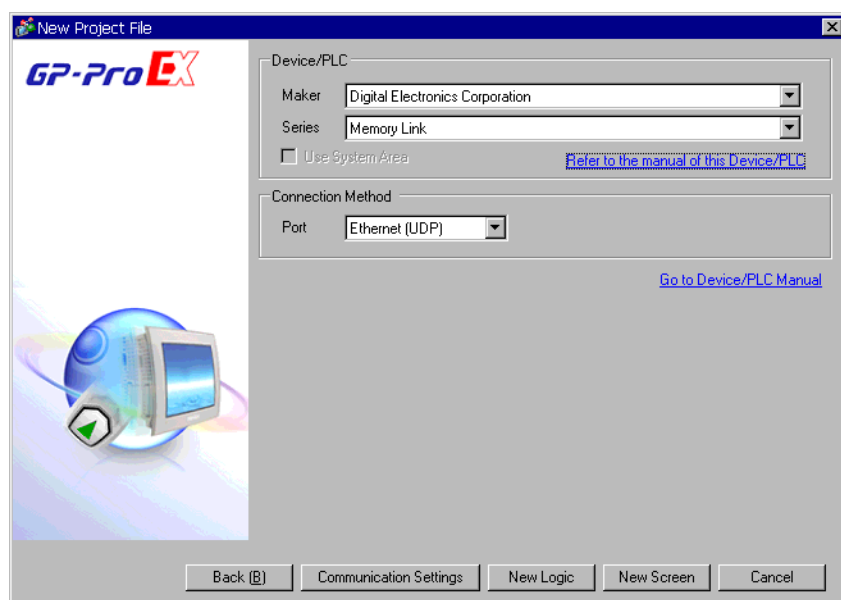 New Project File
GP-Pro EX
Device/PLC
Maker Digital Electronics Corporation
Series Memory Link
Use System Area Refer to the manual of this Device/PLC
Connection Method
Port Ethernet (UDP)
Go to Device/PLC Manual
Back (B) Communication Settings New Logic New Screen Cancel